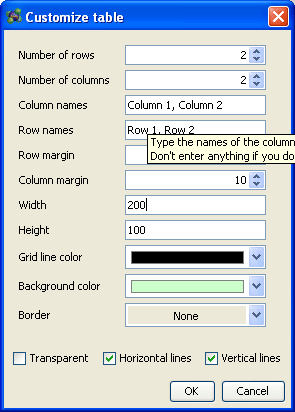 Customize table
Number of rows 2
Number of columns 2
Column names Column 1, Column 2
Row names Row 1, Row 2
Type the names of the column
Row margin
Don't enter anything if you do
Column margin 10
Width 200
Height 100
Grid line color
Background color
Border None
Transparent Horizontal lines Vertical lines
OK Cancel